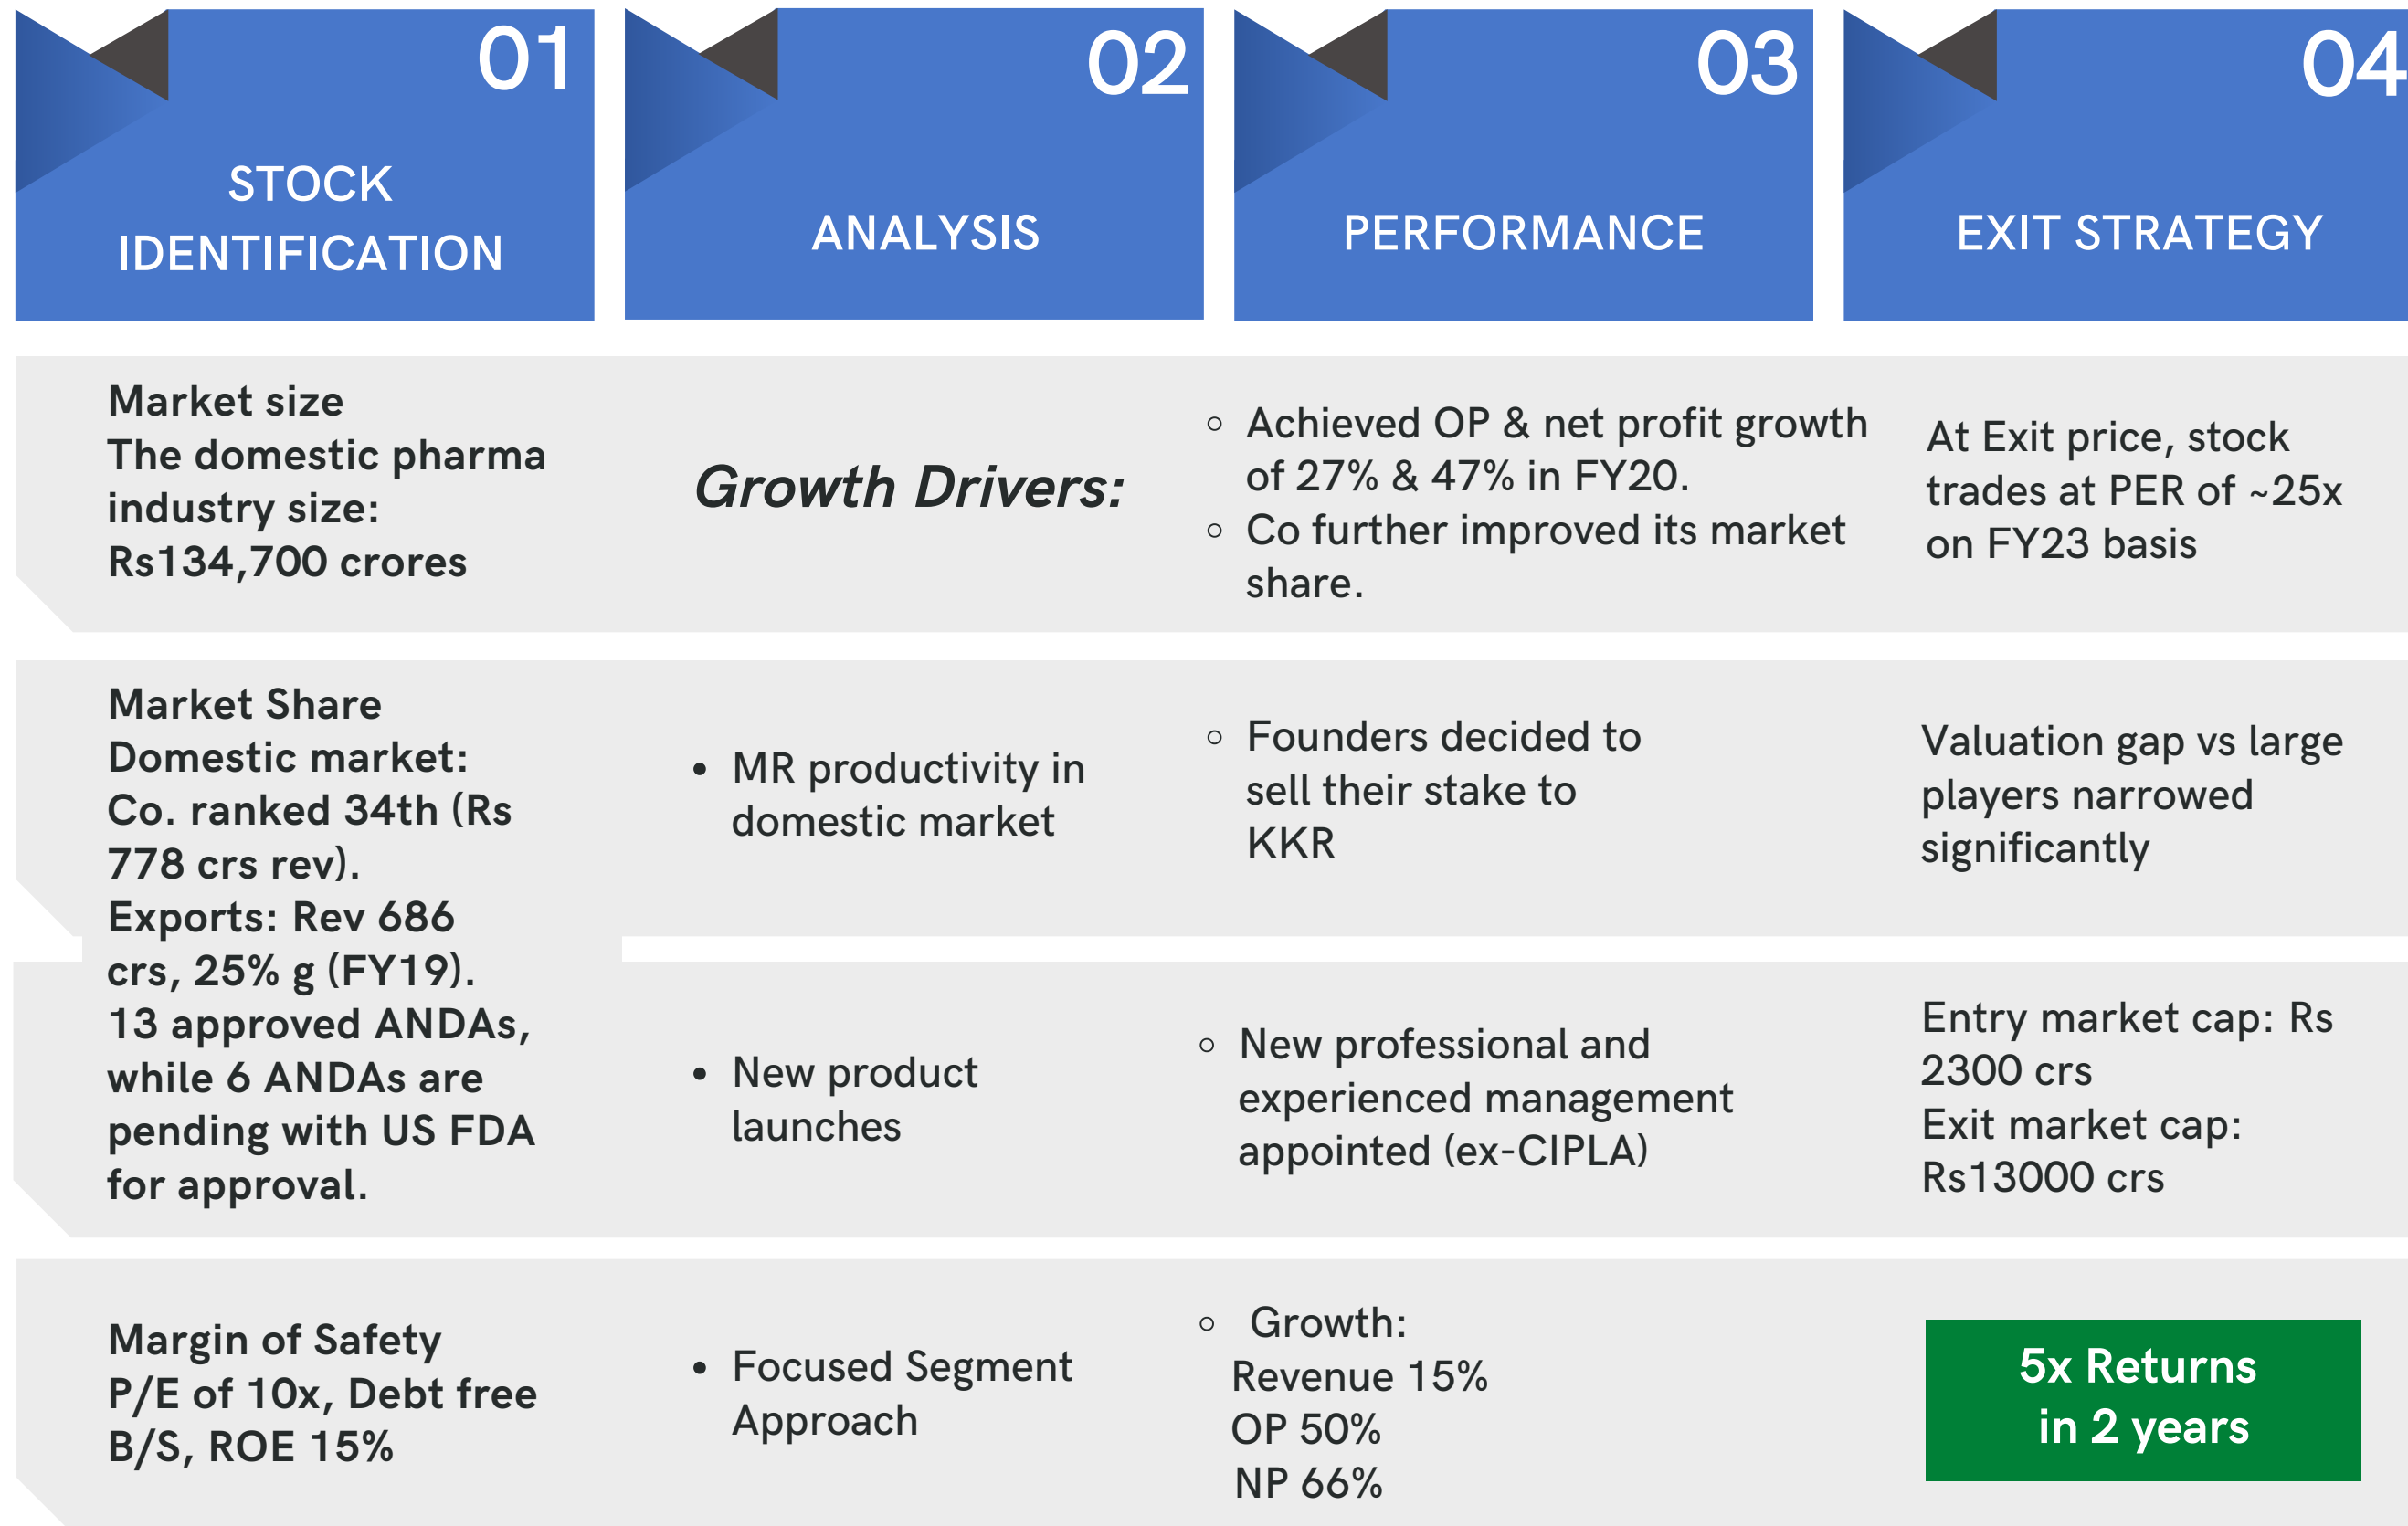 01
STOCK
IDENTIFICATION
02
ANALYSIS
03
PERFORMANCE
04
EXIT STRATEGY
Market size
The domestic pharma
industry size:
Rs134,700 crores
Growth Drivers:
◦ Achieved OP & net profit growth
of 27% & 47% in FY20.
◦ Co further improved its market
share.
At Exit price, stock
trades at PER of ~25x
on FY23 basis
Market Share
Domestic market:
Co. ranked 34th (Rs
778 crs rev).
Exports: Rev 686
crs, 25% g (FY19).
13 approved ANDAs,
while 6 ANDAs are
pending with US FDA
for approval.
• MR productivity in
domestic market
◦ Founders decided to
sell their stake to
KKR
Valuation gap vs large
players narrowed
significantly
• New product
launches
◦ New professional and
experienced management
appointed (ex-CIPLA)
Entry market cap: Rs
2300 crs
Exit market cap:
Rs13000 crs
Margin of Safety
P/E of 10x, Debt free
B/S, ROE 15%
• Focused Segment
Approach
◦ Growth:
Revenue 15%
OP 50%
NP 66%
5x Returns
in 2 years